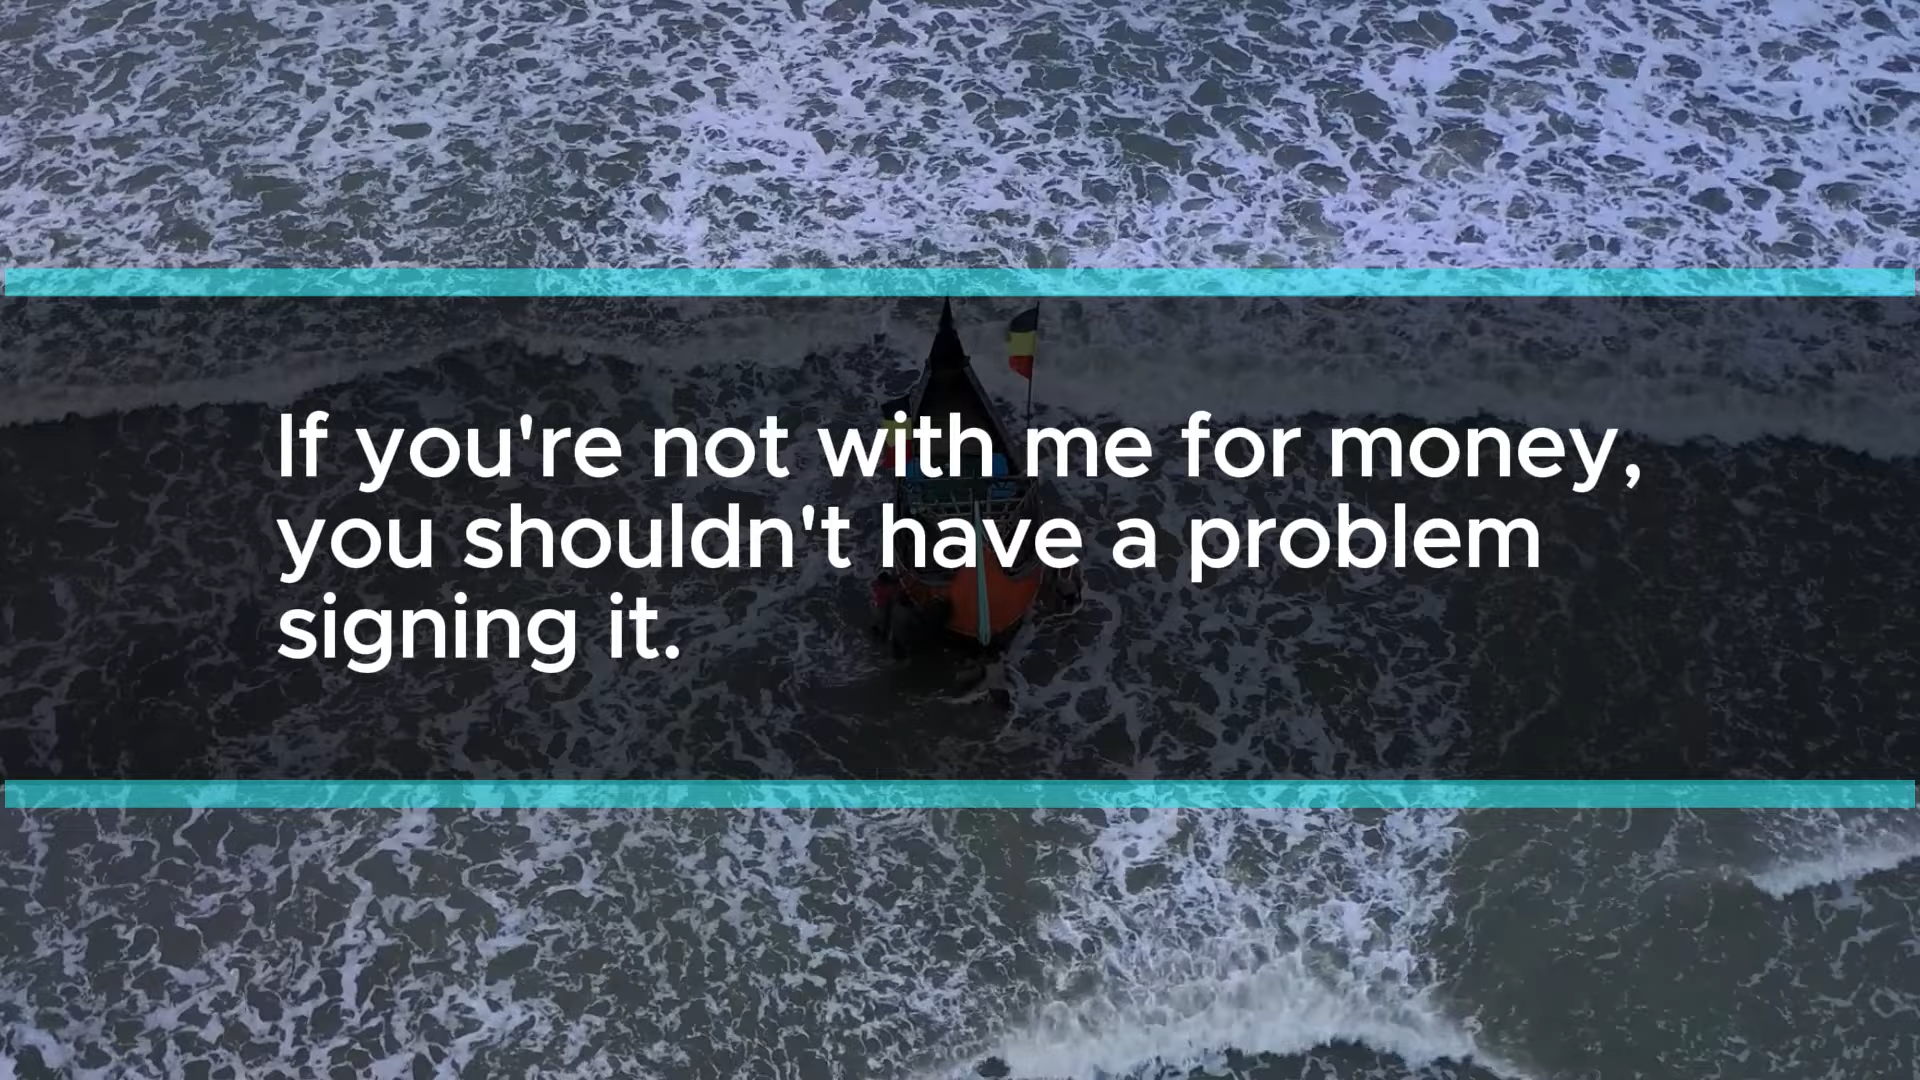 If you're not with me for money,
you shouldn't have a problem
signing it.